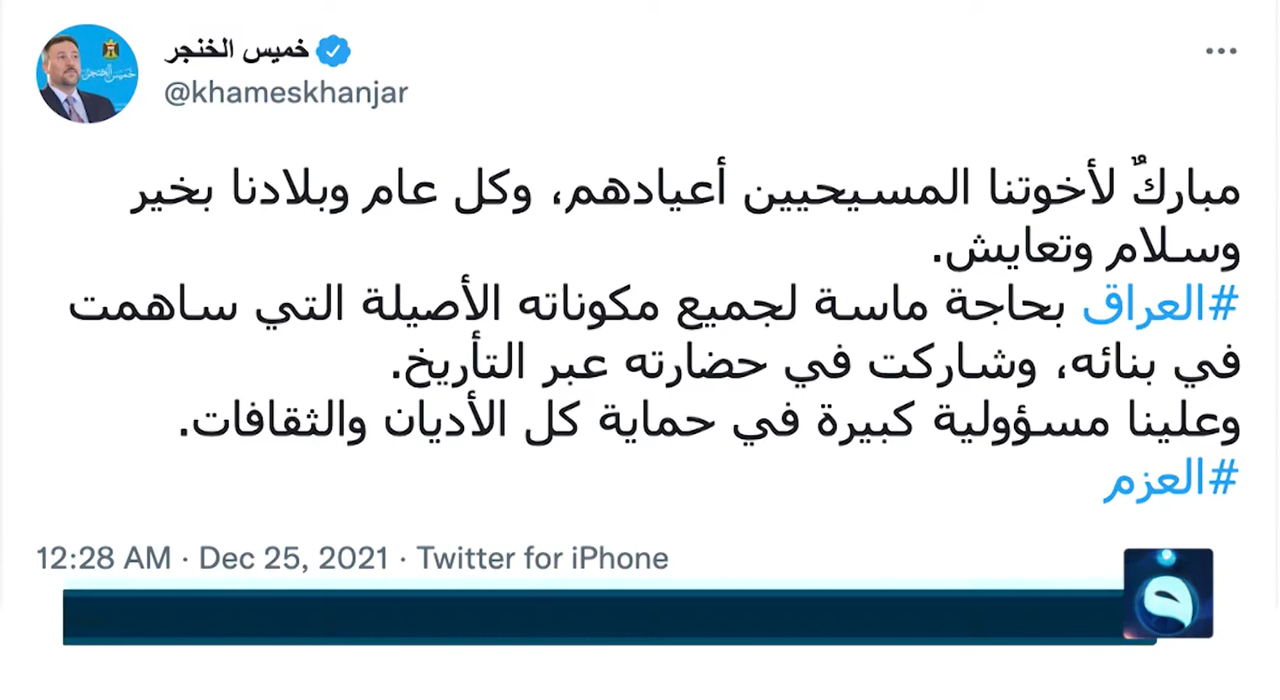 خميس الخنجر
@khameskhanjar
مباركٌ لأخوتنا المسيحيين أعيادهم، وكل عام وبلادنا بخير
وسلام وتعايش.
#العراق بحاجة ماسة لجميع مكوناته الأصيلة التي ساهمت
في بنائه، وشاركت في حضارته عبر التأريخ.
وعلينا مسؤولية كبيرة في حماية كل الأديان والثقافات.
#العزم
12:28 AM · Dec 25, 2021 · Twitter for iPhone